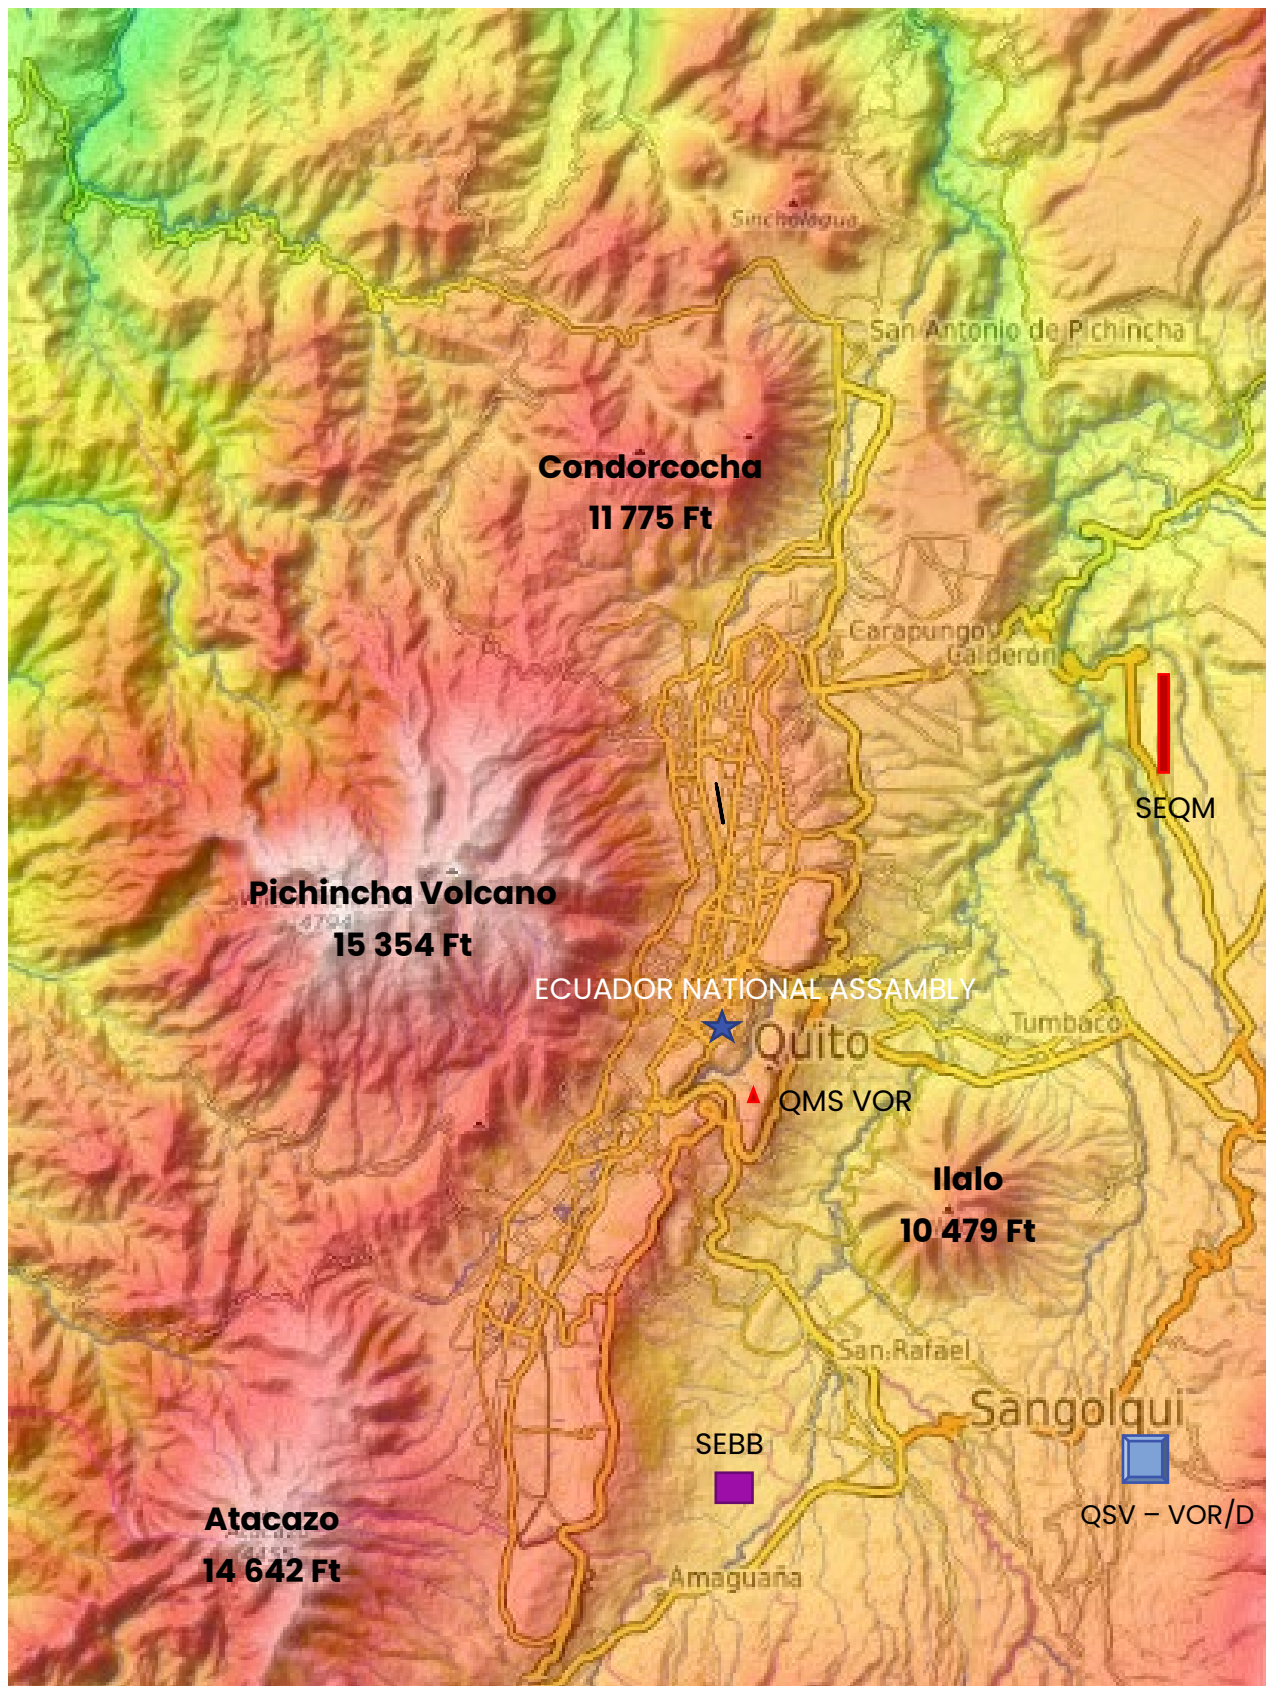 Sincholagua
San Antonio de Pichincha
Condorcocha
11 775 Ft
Carapungo
Calderón
SEQM
Pichincha Volcano
4794
15 354 Ft
ECUADOR NATIONAL ASSAMBLY
Quito
Tumbaco
QMS VOR
Ilalo
10 479 Ft
San Rafael
Sangolqui
SEBB
QSV – VOR/D
Atacazo
14 642 Ft
Amaguaña